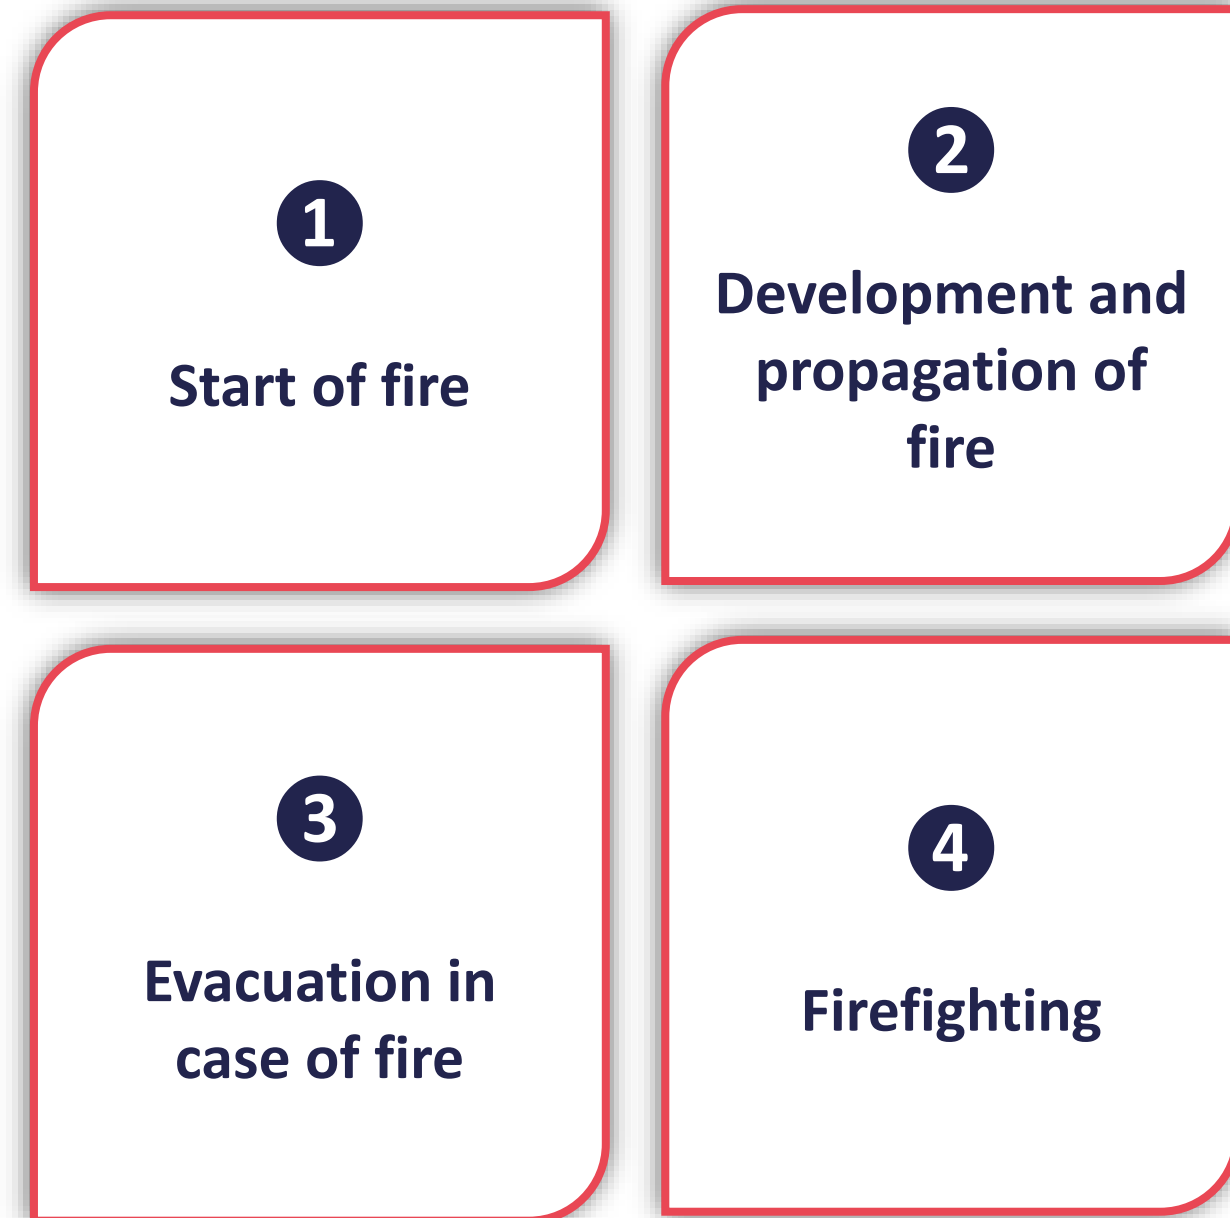 1
Start of fire
2
Development and
propagation of
fire
3
Evacuation in
case of fire
4
Firefighting